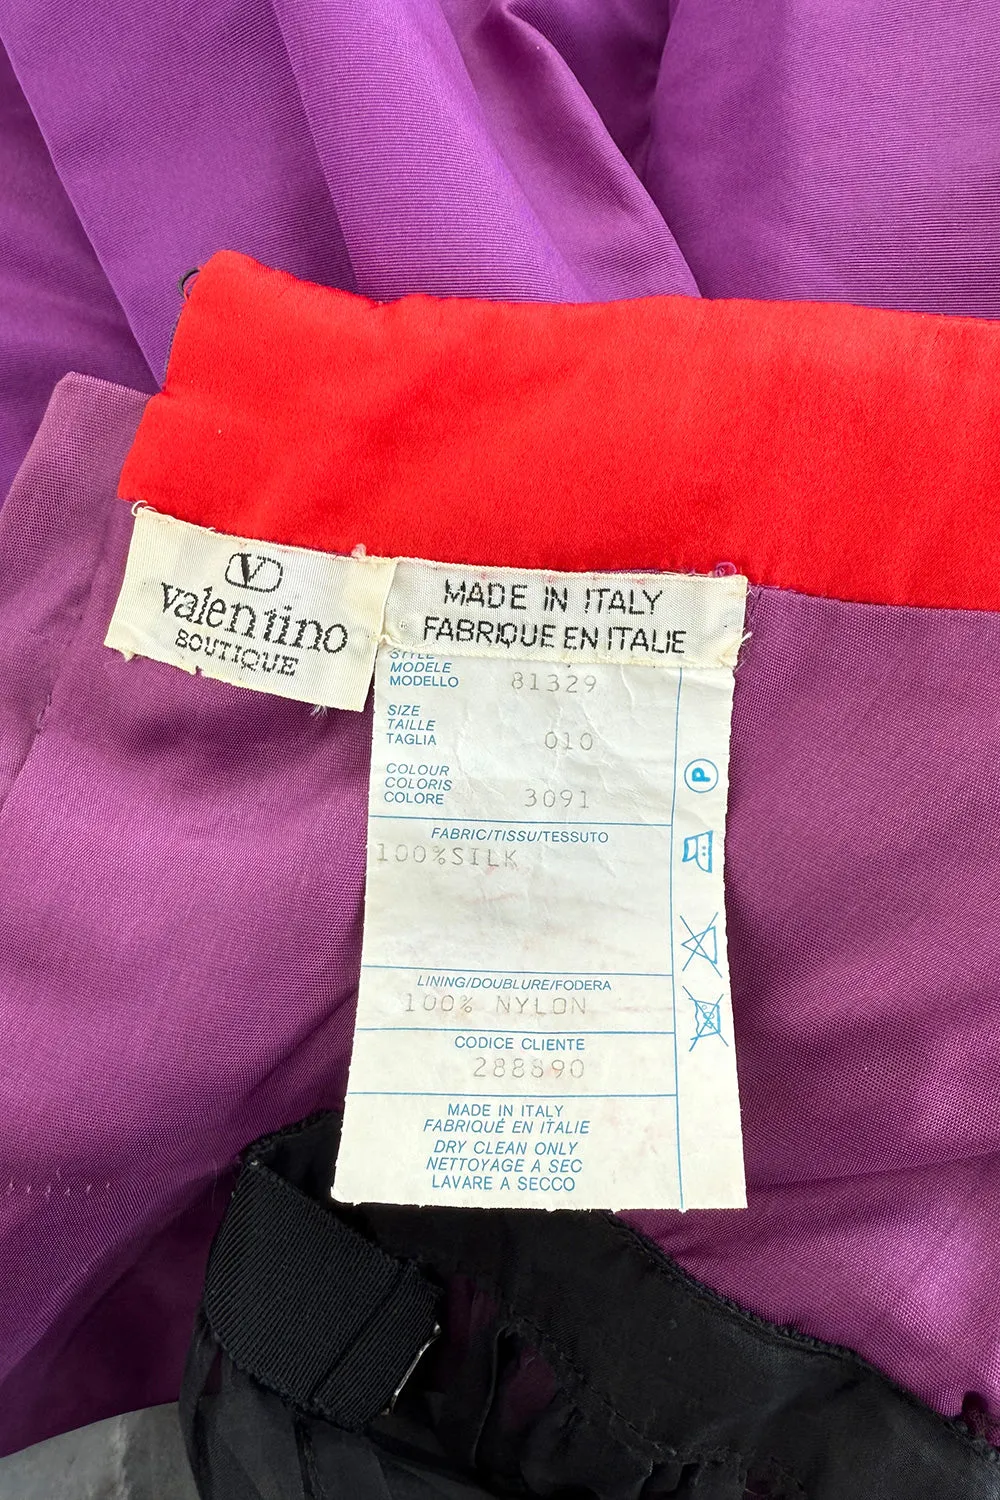 V
valentino
BOUTIQUE
MADE IN ITALY
FABRIQUE EN ITALIE
STYLE
MODELE
MODELLO 81329
SIZE
TAILLE
TAGLIA 010
COLOUR
COLORIS
COLORE 3091
FABRIC/TISSU/TESSUTO
100%SILK
LINING/DOUBLURE/FODERA
100% NYLON
CODICE CLIENTE
288890
MADE IN ITALY
FABRIQUÉ EN ITALIE
DRY CLEAN ONLY
NETTOYAGE A SEC
LAVARE A SECCO
P